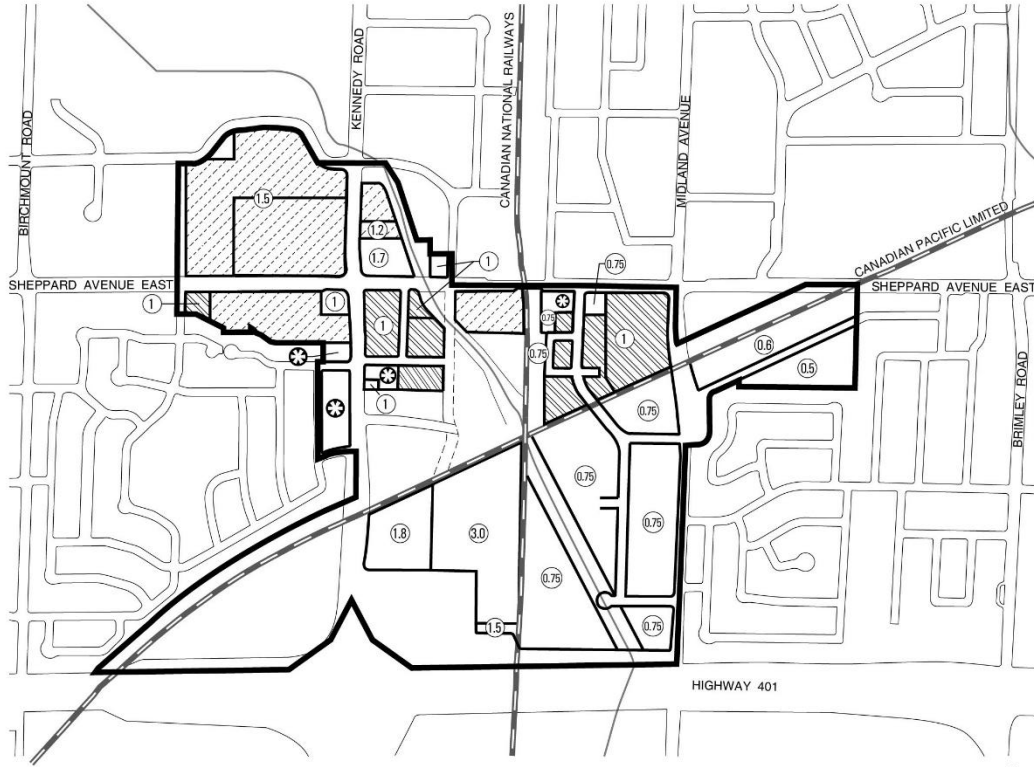 BIRCHMOUNT ROAD
KENNEDY ROAD
CANADIAN NATIONAL RAILWAYS
MIDLAND AVENUE
CANADIAN PACIFIC LIMITED
1.5
1.2
1.7
1
0.75
SHEPPARD AVENUE EAST
SHEPPARD AVENUE EAST
1
1
1
0.75
0.75
1
0.6
0.5
1
0.75
BRIMLEY ROAD
0.75
1.8
3.0
0.75
0.75
1.5
0.75
HIGHWAY 401